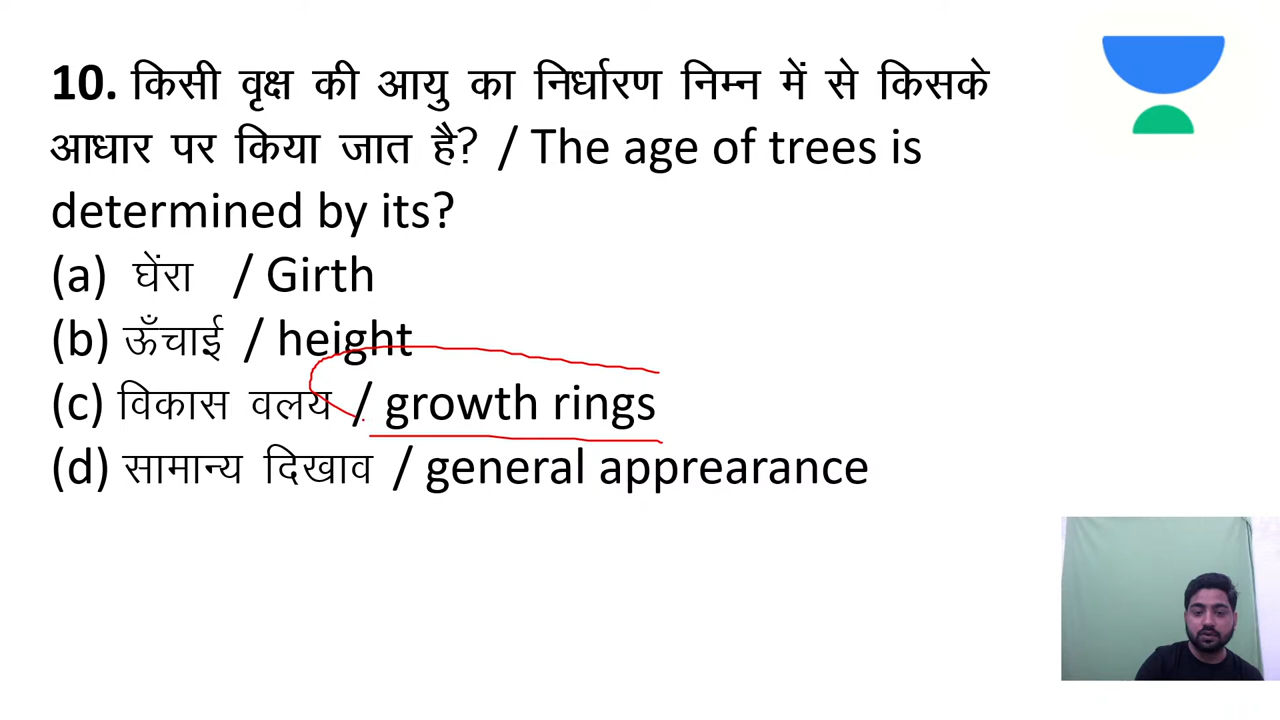 10. किसी वृक्ष की आयु का निर्धारण निम्न में से किसके
आधार पर किया जात है? / The age of trees is
determined by its?
(a) घेंरा / Girth
(b) ऊँचाई / height
(c) विकास वलय / growth rings
(d) सामान्य दिखाव / general apprearance